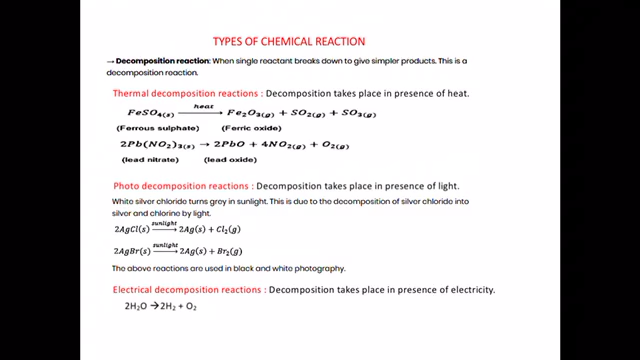 TYPES OF CHEMICAL REACTION
→ Decomposition reaction: When single reactant breaks down to give simpler products. This is a
decomposition reaction.
Thermal decomposition reactions : Decomposition takes place in presence of heat.
FeSO₄₍ₛ₎ —heat→ Fe₂O₃₍g₎ + SO₂₍g₎ + SO₃₍g₎
(Ferrous sulphate) (Ferric oxide)
2Pb(NO₂)₃₍ₛ₎ → 2PbO + 4NO₂₍g₎ + O₂₍g₎
(lead nitrate) (lead oxide)
Photo decomposition reactions : Decomposition takes place in presence of light.
White silver chloride turns grey in sunlight. This is due to the decomposition of silver chloride into
silver and chlorine by light.
2AgCl(s) —sunlight→ 2Ag(s) + Cl₂(g)
2AgBr(s) —sunlight→ 2Ag(s) + Br₂(g)
The above reactions are used in black and white photography.
Electrical decomposition reactions : Decomposition takes place in presence of electricity.
2H₂O → 2H₂ + O₂